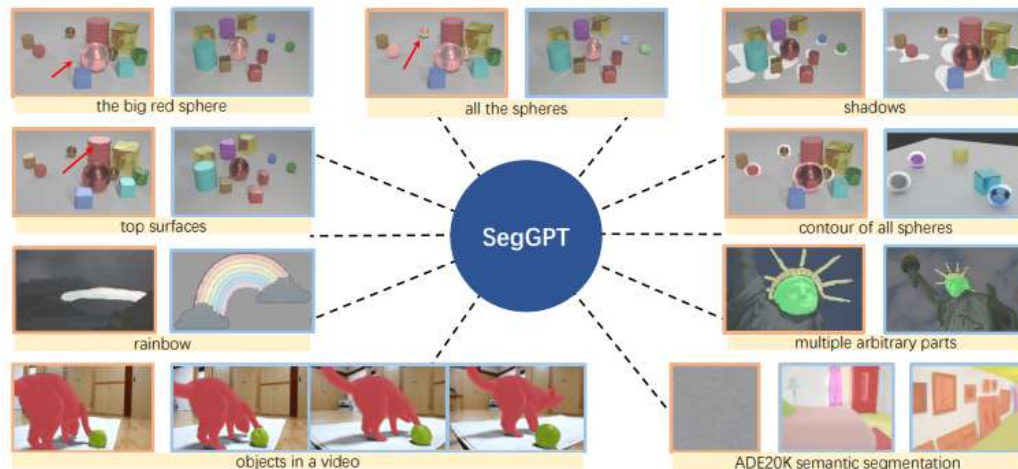 the big red sphere
all the spheres
shadows
top surfaces
SegGPT
contour of all spheres
rainbow
multiple arbitrary parts
objects in a video
ADE20K semantic segmentation